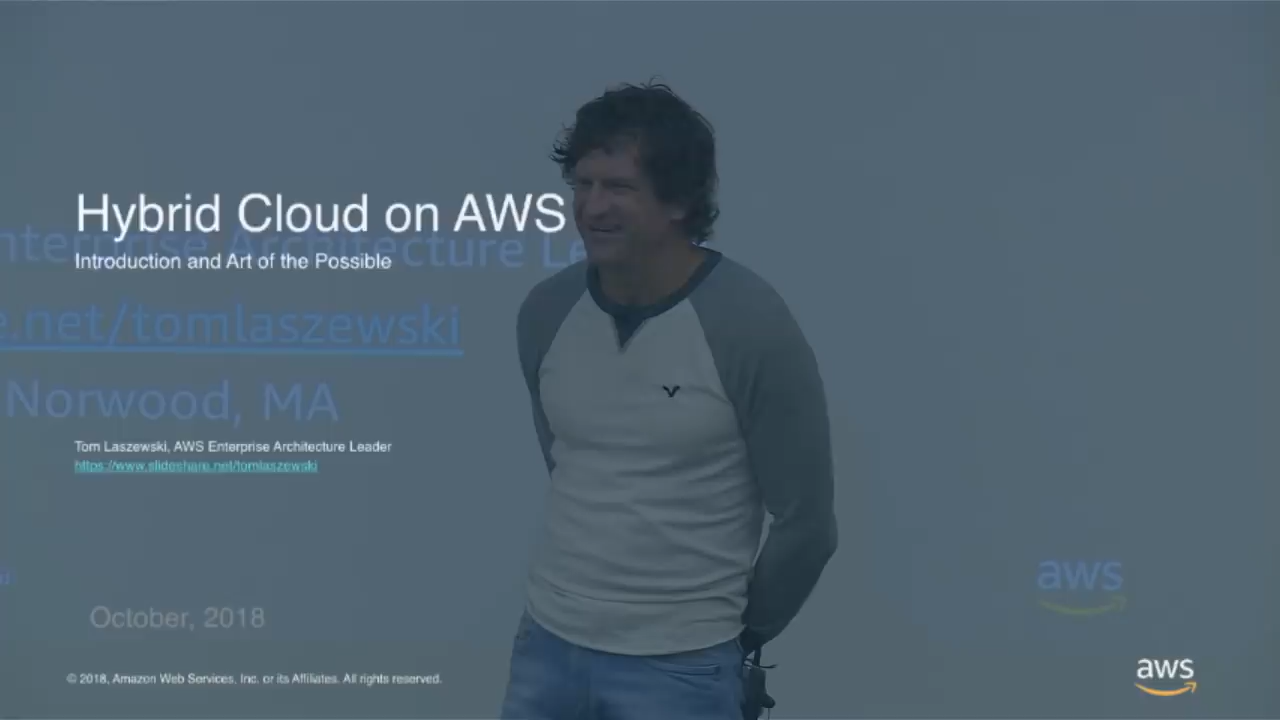 Hybrid Cloud on AWS
Introduction and Art of the Possible
nterprise Architecture Le
e.net/tomlaszewski
Norwood, MA
Tom Laszewski, AWS Enterprise Architecture Leader
https://www.slideshare.net/tomlaszewski
aws
October, 2018
© 2018, Amazon Web Services, Inc. or its Affiliates. All rights reserved.
aws